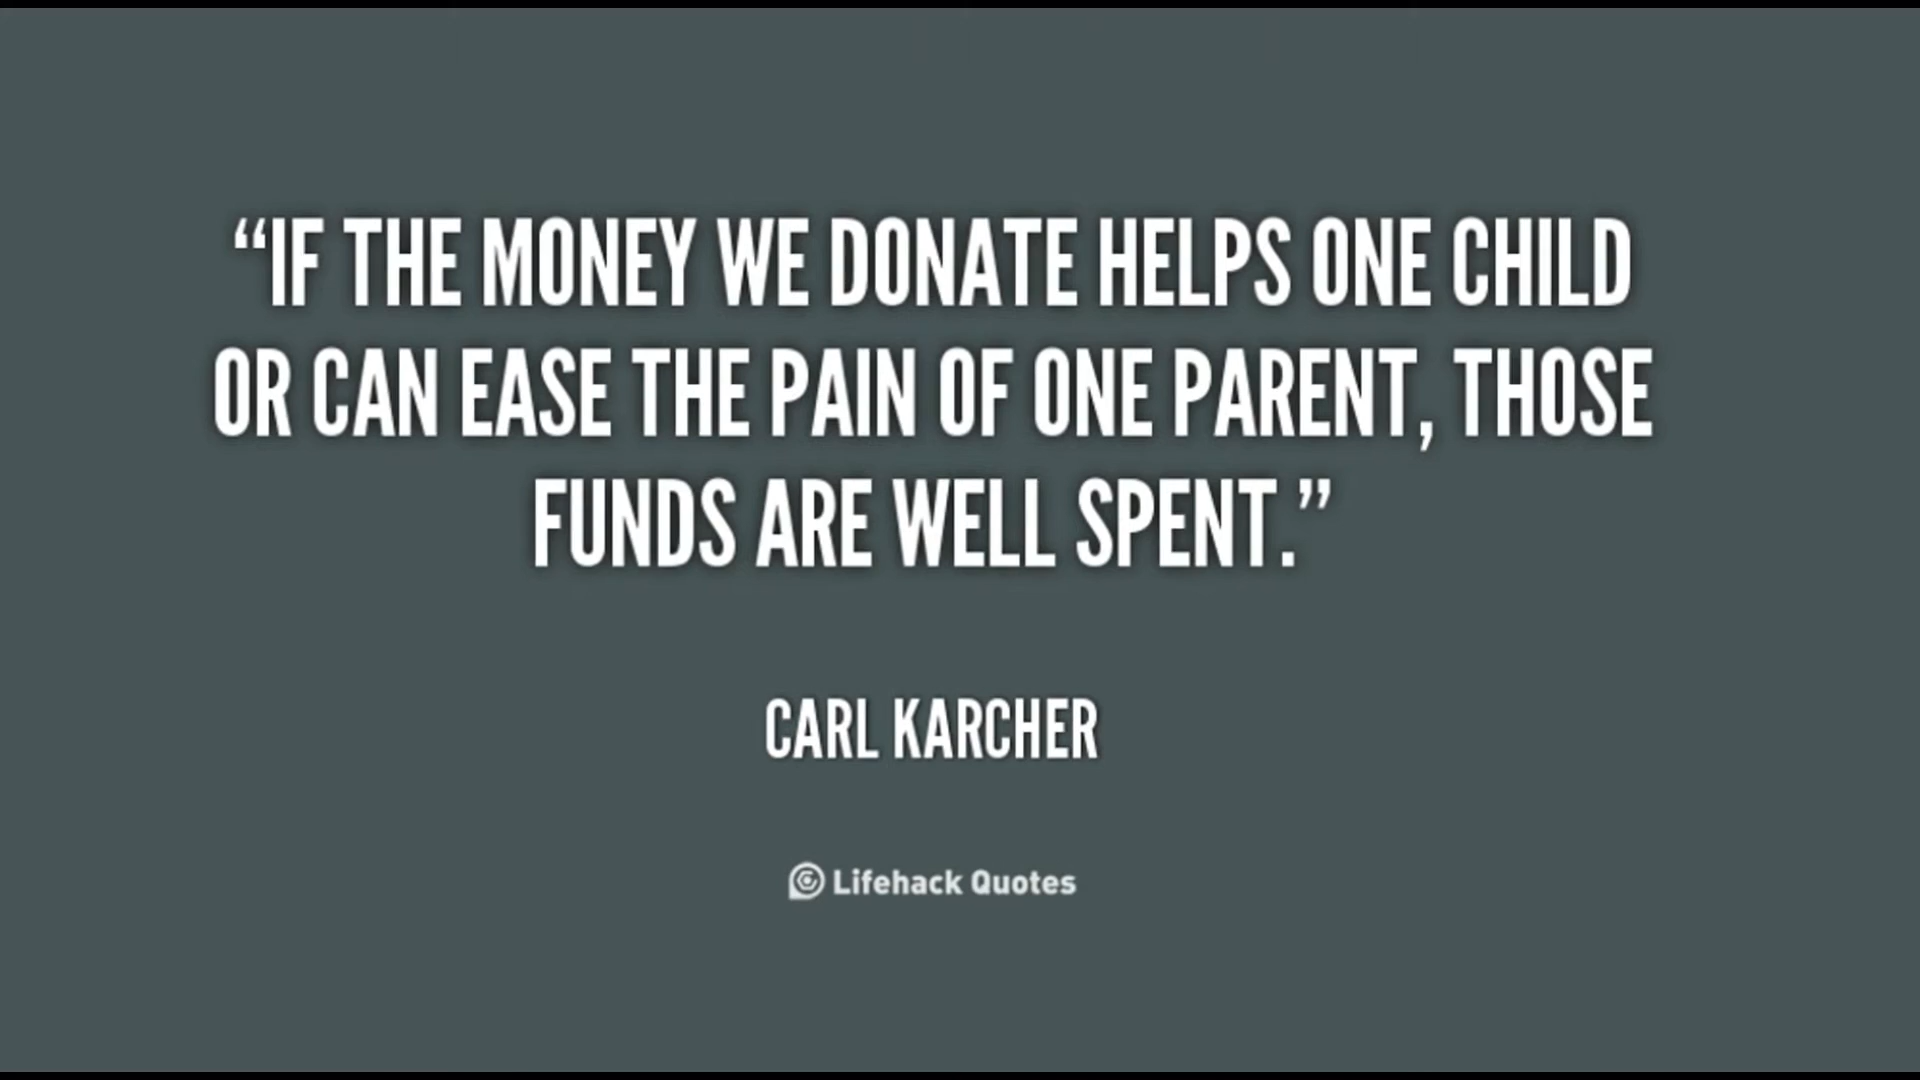 “IF THE MONEY WE DONATE HELPS ONE CHILD
OR CAN EASE THE PAIN OF ONE PARENT, THOSE
FUNDS ARE WELL SPENT.”
CARL KARCHER
Lifehack Quotes